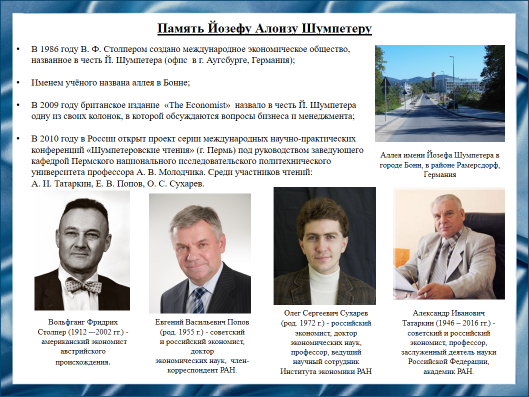 Память Йозефу Алоизу Шумпетеру
• В 1986 году В. Ф. Столпером создано международное экономическое общество,
названное в честь Й. Шумпетера (офис в г. Аугсбурге, Германия);
• Именем учёного названа аллея в Бонне;
• В 2009 году британское издание «The Economist» назвало в честь Й. Шумпетера
одну из своих колонок, в которой обсуждаются вопросы бизнеса и менеджмента;
• В 2010 году в России открыт проект серии международных научно-практических
конференций «Шумпетеровские чтения» (г. Пермь) под руководством заведующего
кафедрой Пермского национального исследовательского политехнического
университета профессора А. В. Молодчика. Среди участников чтений:
А. И. Татаркин, Е. В. Попов, О. С. Сухарев.
Аллея имени Йозефа Шумпетера в
городе Бонн, в районе Рамерсдорф,
Германия
Вольфганг Фридрих
Столпер (1912 —2002 гг.) -
американский экономист
австрийского
происхождения.
Евгений Васильевич Попов
(род. 1955 г.) - советский
и российский экономист,
доктор
экономических наук, член-
корреспондент РАН.
Олег Сергеевич Сухарев
(род. 1972 г.) - российский
экономист, доктор
экономических наук,
профессор, ведущий
научный сотрудник
Института экономики РАН
Александр Иванович
Татаркин (1946 – 2016 гг.) -
советский и российский
экономист, профессор,
заслуженный деятель науки
Российской Федерации,
академик РАН.